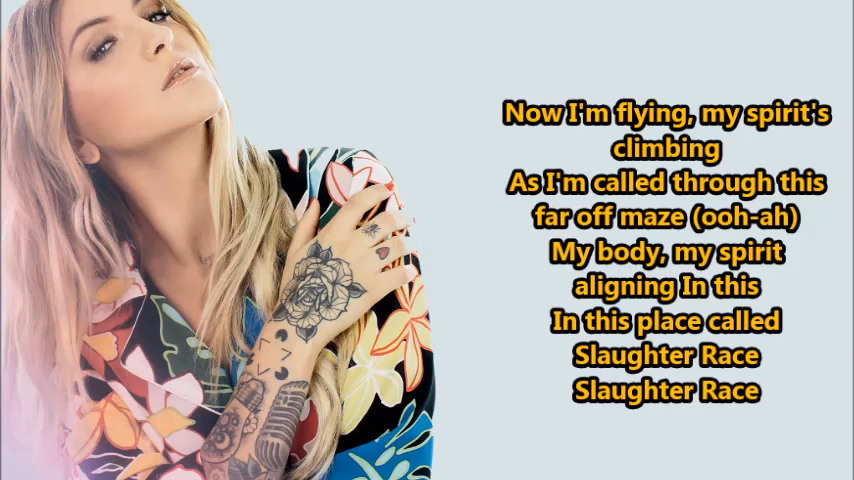 Now I'm flying, my spirit's
climbing
As I'm called through this
far off maze (ooh-ah)
My body, my spirit
aligning In this
In this place called
Slaughter Race
Slaughter Race